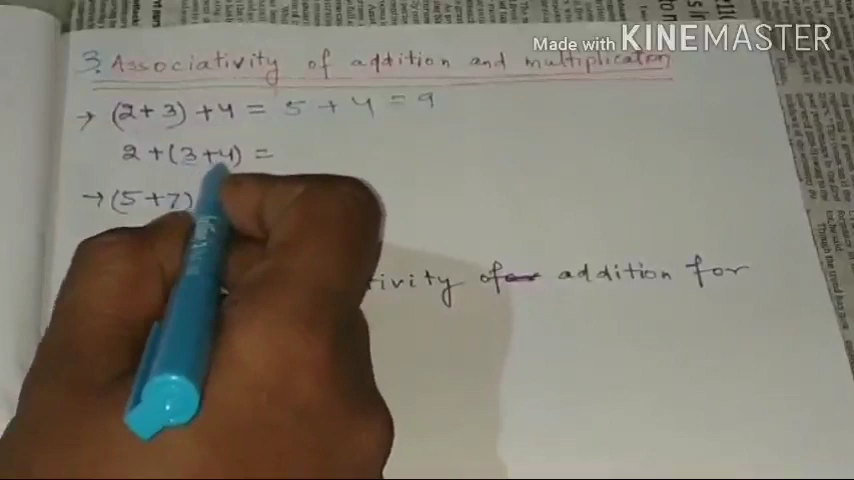 Made with KINEMASTER
3. Associativity of addition and multiplication
→ (2+3) +4 = 5 + 4 = 9
2 +(3+4) =
→ (5+7)
tivity of addition for